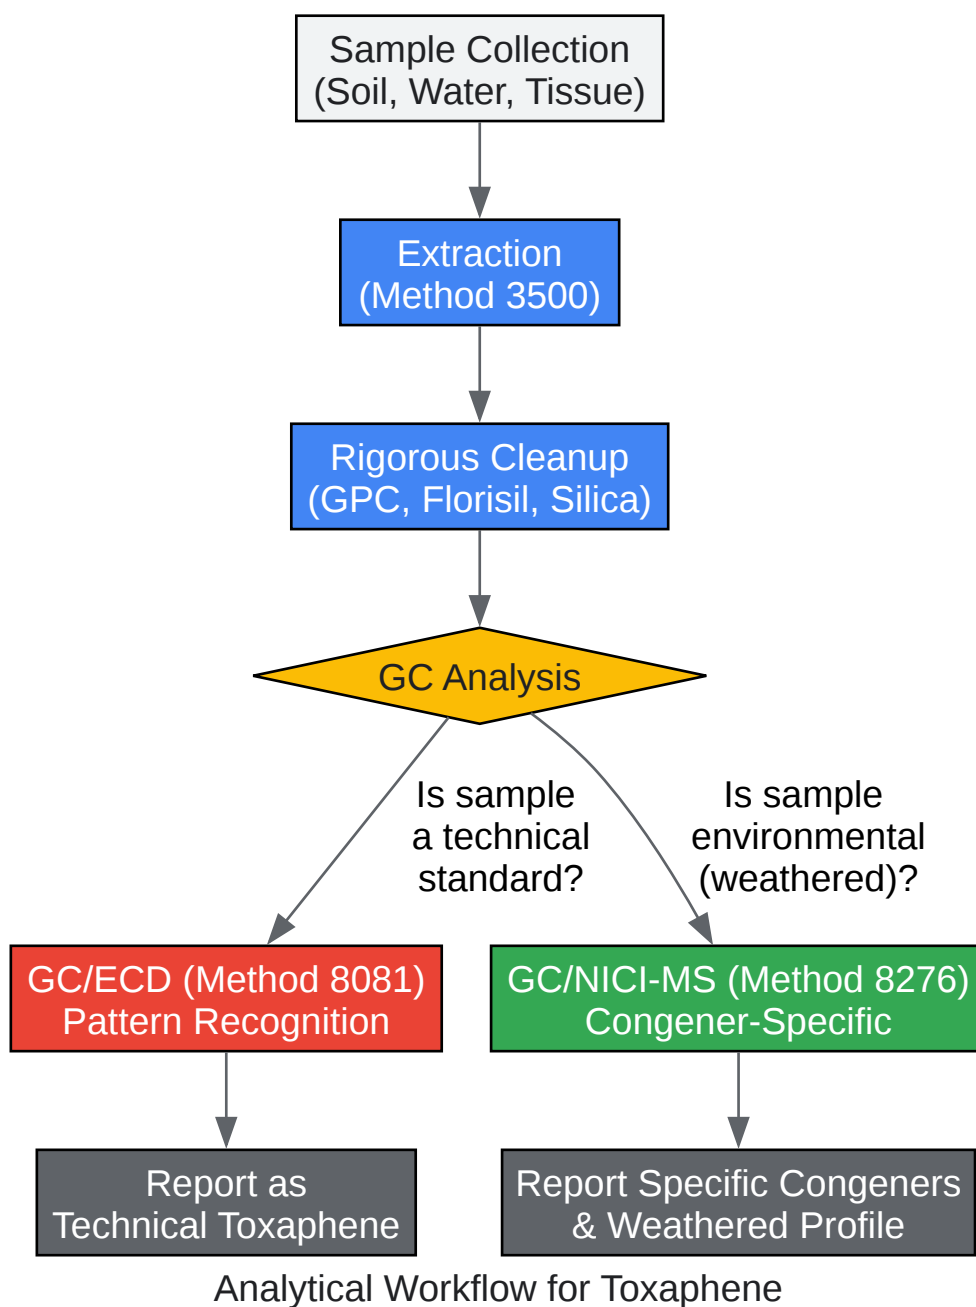 Sample Collection
(Soil, Water, Tissue)
Extraction
(Method 3500)
Rigorous Cleanup
(GPC, Florisil, Silica)
GC Analysis
Is sample
a technical
standard?
Is sample
environmental
(weathered)?
GC/ECD (Method 8081)
Pattern Recognition
GC/NICI-MS (Method 8276)
Congener-Specific
Report as
Technical Toxaphene
Report Specific Congeners
& Weathered Profile
Analytical Workflow for Toxaphene